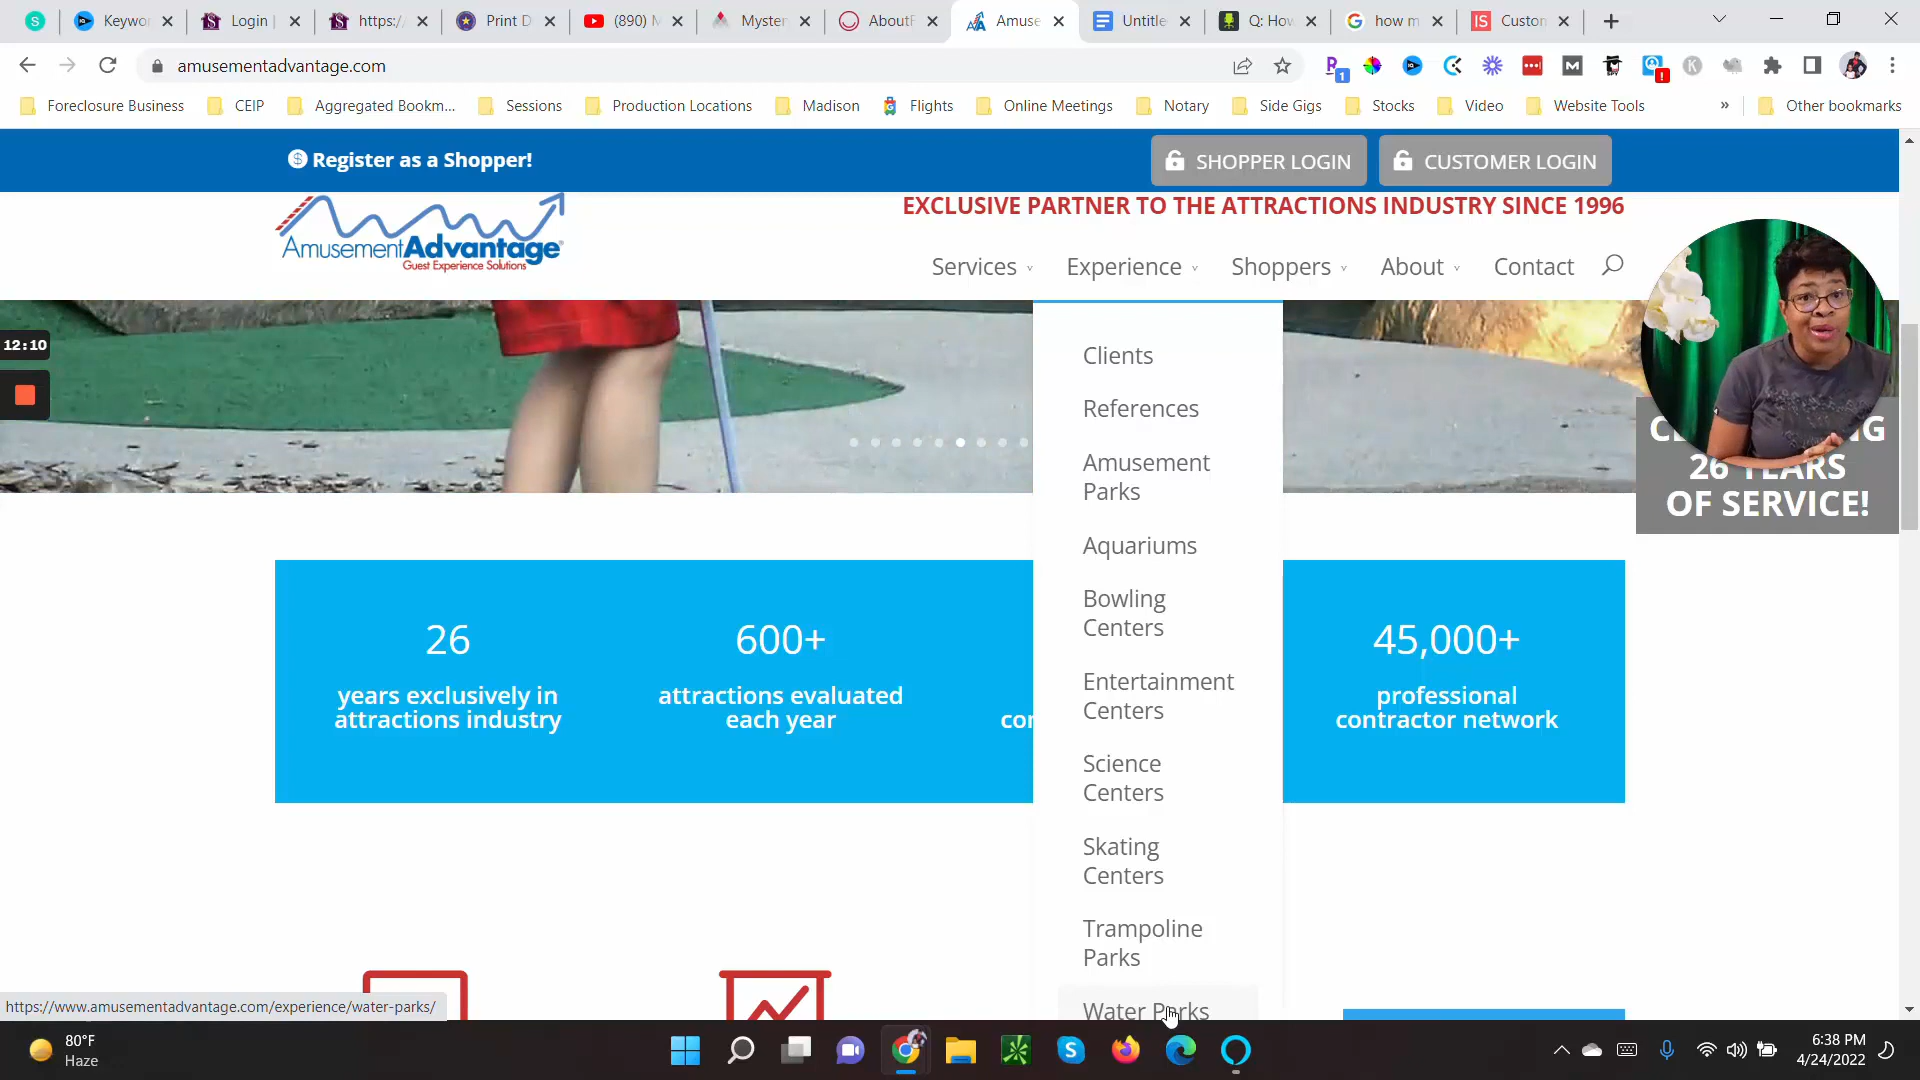 Keywo
Login |
https:/
Print D
(890) M
Myster
AboutF
Amuse
Untitle
Q: How
how m
Custon
amusementadvantage.com
1
Foreclosure Business
CEIP
Aggregated Bookm...
Sessions
Production Locations
Madison
Flights
Online Meetings
Notary
Side Gigs
Stocks
Video
Website Tools
»
Other bookmarks
Register as a Shopper!
SHOPPER LOGIN
CUSTOMER LOGIN
EXCLUSIVE PARTNER TO THE ATTRACTIONS INDUSTRY SINCE 1996
AmusementAdvantage
Guest Experience Solutions
Services
Experience
Shoppers
About
Contact
12:10
Clients
References
Amusement
Parks
Aquariums
Bowling
Centers
Entertainment
Centers
Science
Centers
Skating
Centers
Trampoline
Parks
Water Parks
26 YEARS
OF SERVICE!
26
years exclusively in
attractions industry
600+
attractions evaluated
each year
45,000+
professional
contractor network
https://www.amusementadvantage.com/experience/water-parks/
80°F
Haze
6:38 PM
4/24/2022